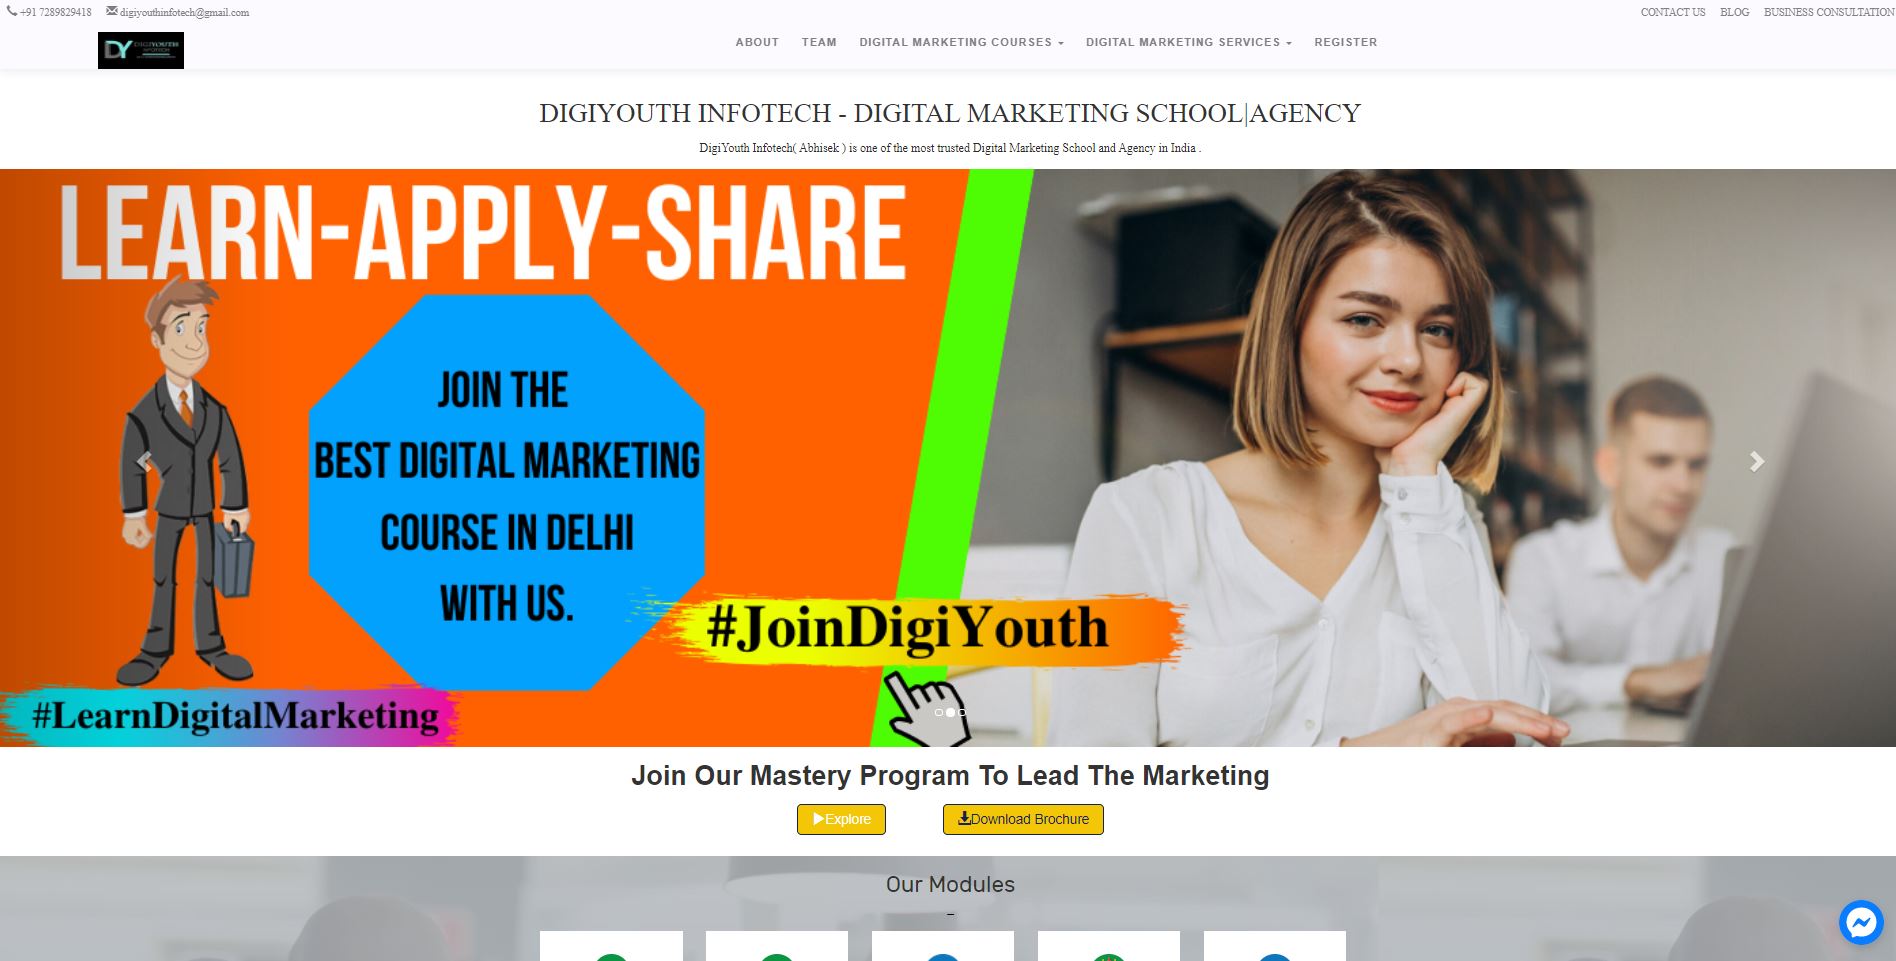 +91 7289829418 digiyouthinfotech@gmail.com CONTACT US BLOG BUSINESS CONSULTATION
DY DIGIYOUTH
INFOTECH
ABOUT TEAM DIGITAL MARKETING COURSES DIGITAL MARKETING SERVICES REGISTER
DIGIYOUTH INFOTECH - DIGITAL MARKETING SCHOOL|AGENCY
DigiYouth Infotech( Abhisek ) is one of the most trusted Digital Marketing School and Agency in India .
LEARN-APPLY-SHARE
JOIN THE
BEST DIGITAL MARKETING
COURSE IN DELHI
WITH US.
#JoinDigiYouth
#LearnDigitalMarketing
Join Our Mastery Program To Lead The Marketing
Explore Download Brochure
Our Modules